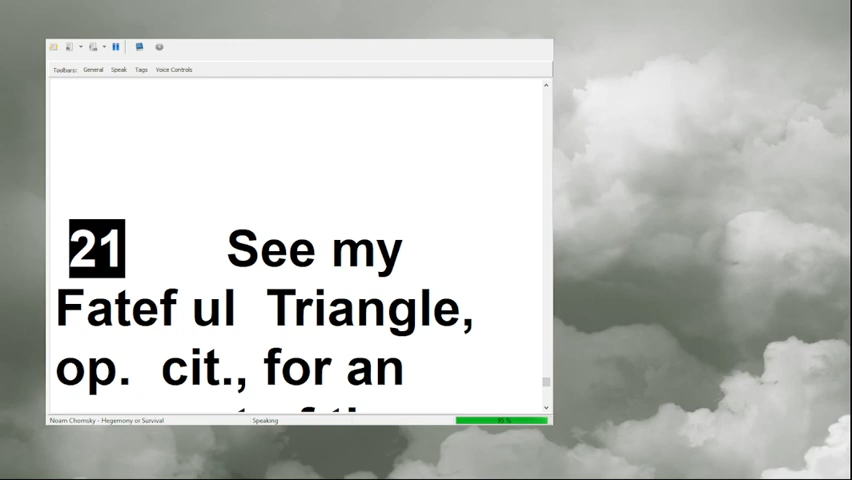 Toolbars: General Speak Tags Voice Controls
21 See my
Fatef ul Triangle,
op. cit., for an
Noam Chomsky - Hegemony or Survival Speaking 95 %